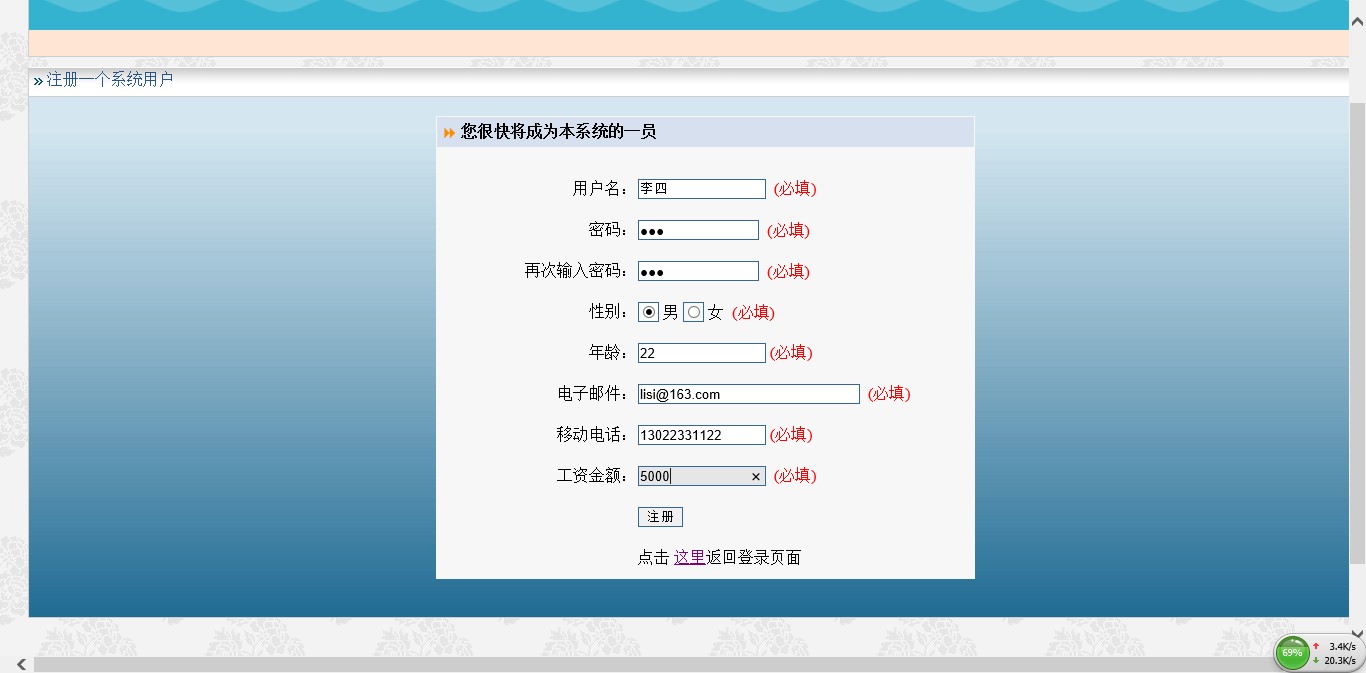 » 注册一个系统用户
您很快将成为本系统的一员
用户名： 李四 (必填)
密码： ●●● (必填)
再次输入密码： ●●● (必填)
性别： 男 女 (必填)
年龄： 22 (必填)
电子邮件： lisi@163.com (必填)
移动电话： 13022331122 (必填)
工资金额： 5000 × (必填)
注册
点击 这里返回登录页面
69% 3.4K/s
20.3K/s